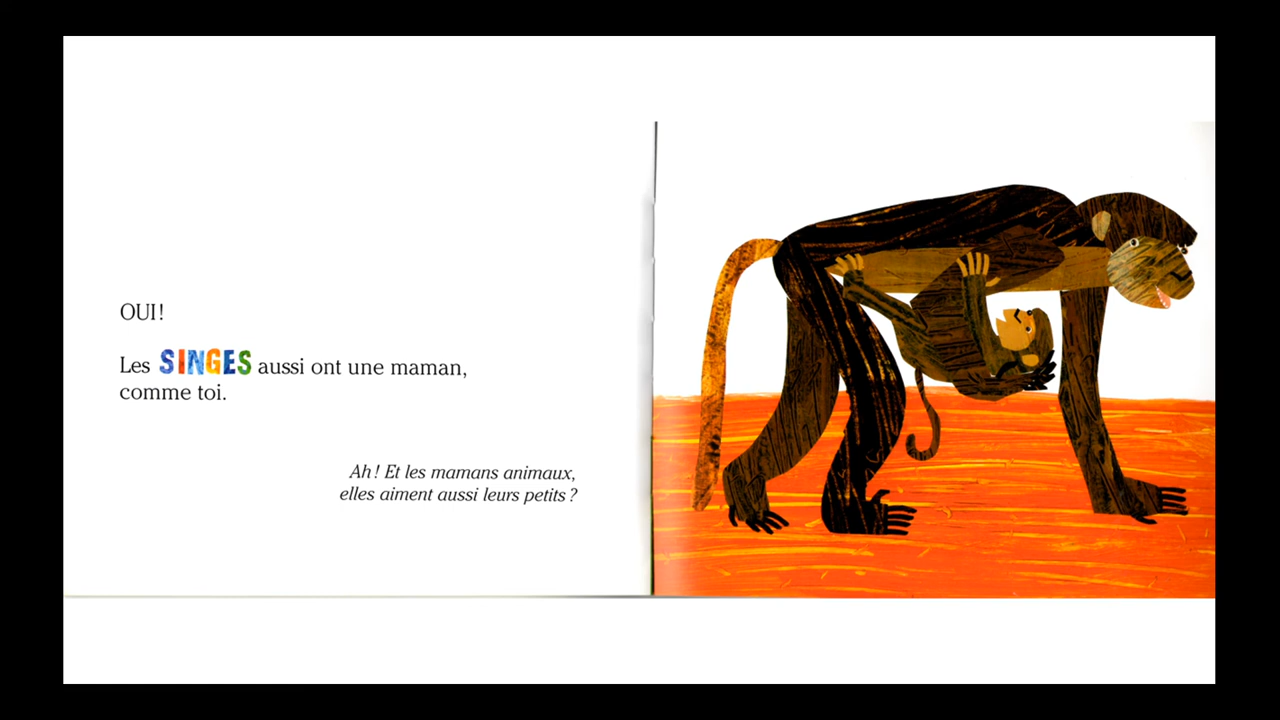 OUI!
Les SINGES aussi ont une maman,
comme toi.
Ah! Et les mamans animaux,
elles aiment aussi leurs petits?